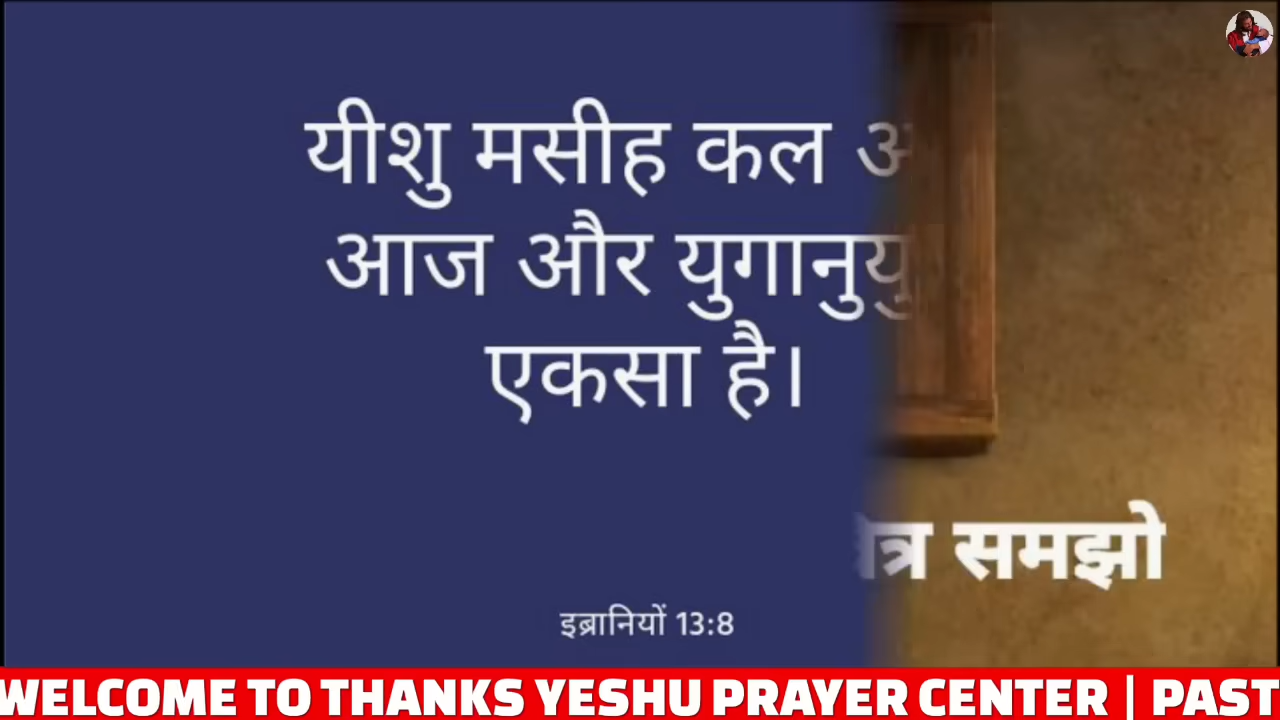 यीशु मसीह कल
आज और
एकसा है।
समझो
इब्रानियों 13:8
WELCOME TO THANKS YESHU PRAYER CENTER | PAST